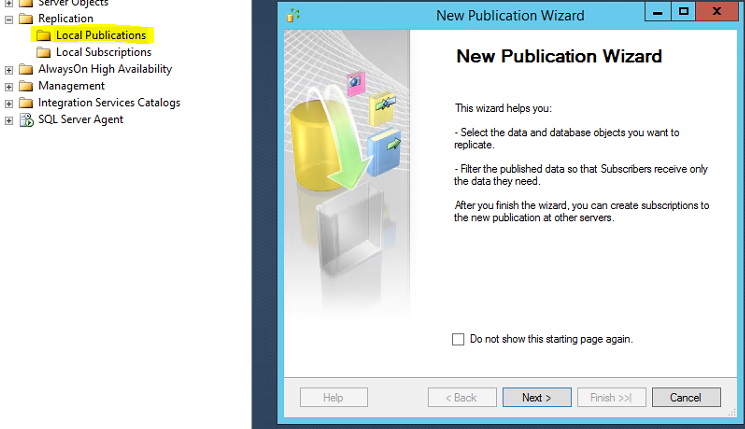 Server Objects
Replication
Local Publications
Local Subscriptions
AlwaysOn High Availability
Management
Integration Services Catalogs
SQL Server Agent
New Publication Wizard
New Publication Wizard
This wizard helps you:
- Select the data and database objects you want to
replicate.
- Filter the published data so that Subscribers receive only
the data they need.
After you finish the wizard, you can create subscriptions to
the new publication at other servers.
Do not show this starting page again.
Help
< Back
Next >
Finish >>|
Cancel